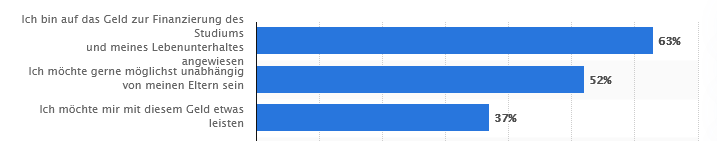 Ich bin auf das Geld zur Finanzierung des
Studiums
und meines Lebenunterhaltes
angewiesen
63%
Ich möchte gerne möglichst unabhängig
von meinen Eltern sein
52%
Ich möchte mir mit diesem Geld etwas
leisten
37%